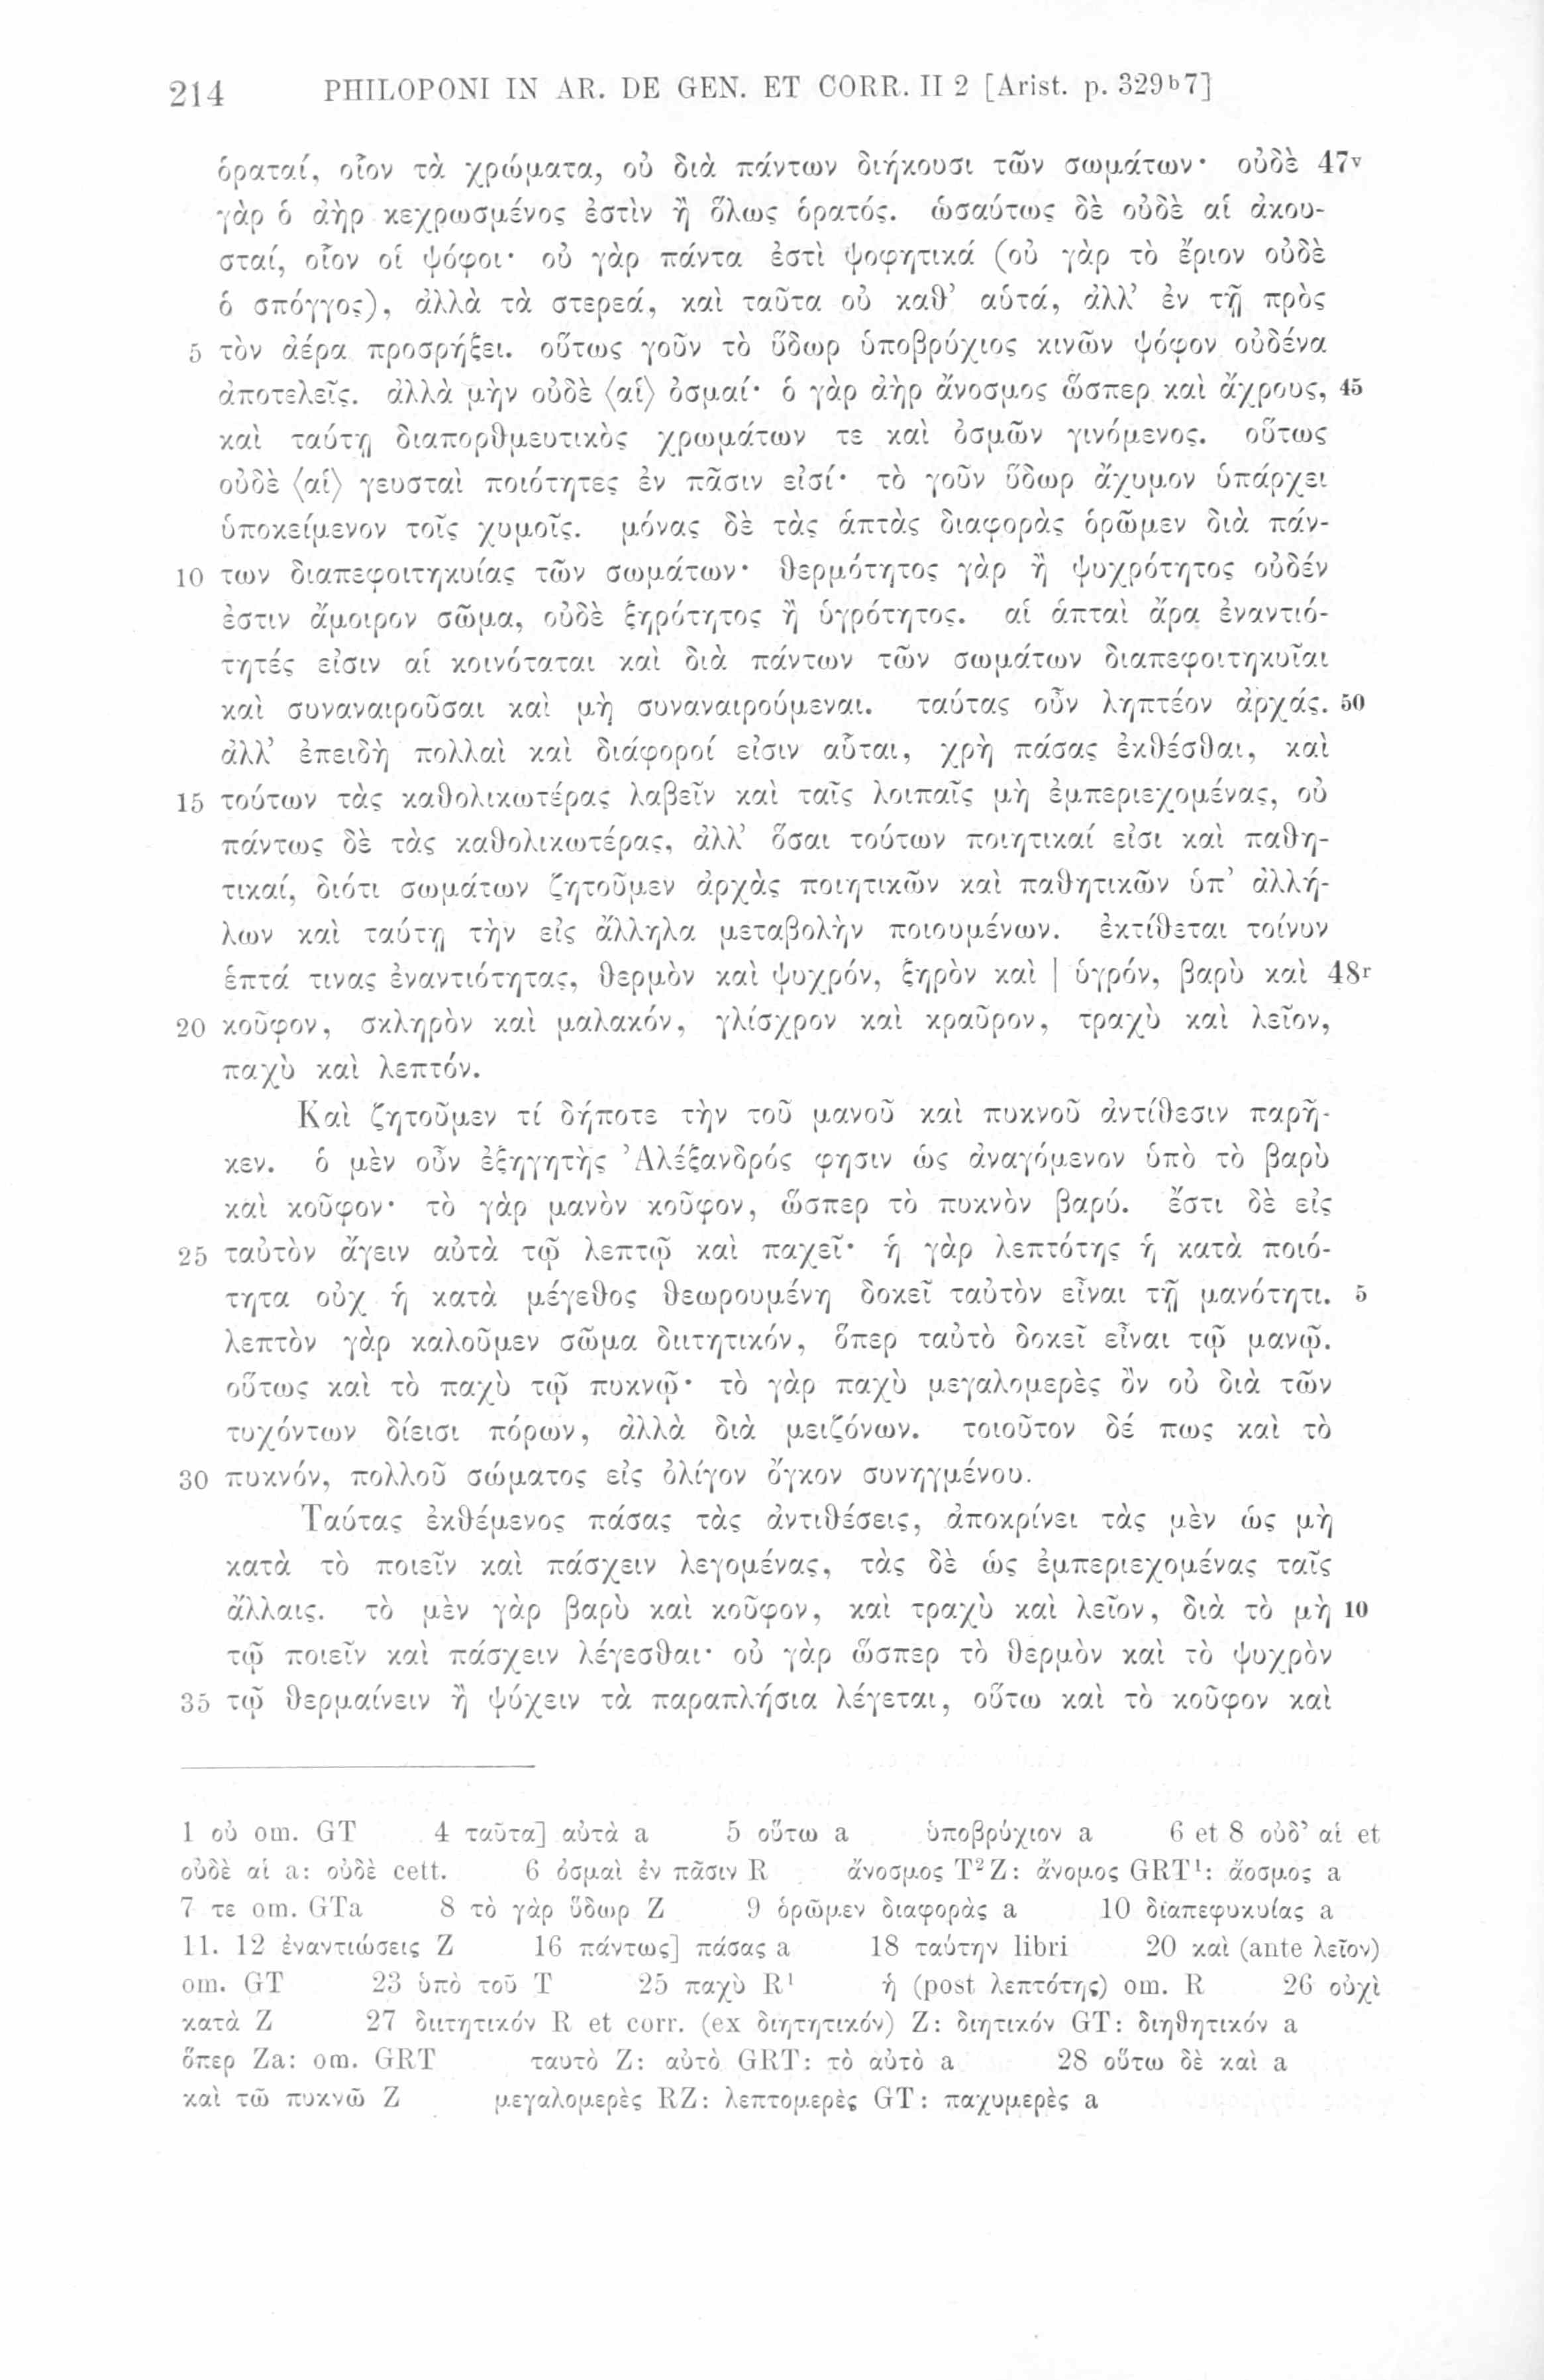 214 PHILOPONI IN AR. DE GEN. ET CORR. II 2 [Arist. p. 329b7]
ὁραταί, οἷον τὰ χρώματα, οὐ διὰ πάντων διήκουσι τῶν σωμάτων· οὐδὲ 47v
γὰρ ὁ ἀὴρ κεχρωσμένος ἐστὶν ἢ ὅλως ὁρατός. ὡσαύτως δὲ οὐδὲ αἱ ἀκου-
σταί, οἷον οἱ ψόφοι· οὐ γὰρ πάντα ἐστὶ ψοφητικά (οὐ γὰρ τὸ ἔριον οὐδὲ
ὁ σπόγγος), ἀλλὰ τὰ στερεά, καὶ ταῦτα οὐ καθ’ αὑτά, ἀλλ’ ἐν τῇ πρὸς
5 τὸν ἀέρα προσρήξει. οὕτως γοῦν τὸ ὕδωρ ὑποβρύχιος κινῶν ψόφον οὐδένα
ἀποτελεῖς. ἀλλὰ μὴν οὐδὲ ⟨αἱ⟩ ὀσμαί· ὁ γὰρ ἀὴρ ἄνοσμος ὥσπερ καὶ ἄχρους, 45
καὶ ταύτῃ διαπορθμευτικὸς χρωμάτων τε καὶ ὀσμῶν γινόμενος. οὕτως
οὐδὲ ⟨αἱ⟩ γευσταὶ ποιότητες ἐν πᾶσιν εἰσί· τὸ γοῦν ὕδωρ ἄχυμον ὑπάρχει
ὑποκείμενον τοῖς χυμοῖς. μόνας δὲ τὰς ἁπτὰς διαφορὰς ὁρῶμεν διὰ πάν-
10 των διαπεφοιτηκυίας τῶν σωμάτων· θερμότητος γὰρ ἢ ψυχρότητος οὐδέν
ἐστιν ἄμοιρον σῶμα, οὐδὲ ξηρότητος ἢ ὑγρότητος. αἱ ἁπταὶ ἄρα ἐναντιό-
τητές εἰσιν αἱ κοινόταται καὶ διὰ πάντων τῶν σωμάτων διαπεφοιτηκυῖαι
καὶ συναναιροῦσαι καὶ μὴ συναναιρούμεναι. ταύτας οὖν ληπτέον ἀρχάς. 50
ἀλλ’ ἐπειδὴ πολλαὶ καὶ διάφοροί εἰσιν αὗται, χρὴ πάσας ἐκθέσθαι, καὶ
15 τούτων τὰς καθολικωτέρας λαβεῖν καὶ ταῖς λοιπαῖς μὴ ἐμπεριεχομένας, οὐ
πάντως δὲ τὰς καθολικωτέρας, ἀλλ’ ὅσαι τούτων ποιητικαί εἰσι καὶ παθη-
τικαί, διότι σωμάτων ζητοῦμεν ἀρχὰς ποιητικῶν καὶ παθητικῶν ὑπ’ ἀλλή-
λων καὶ ταύτῃ τὴν εἰς ἄλληλα μεταβολὴν ποιουμένων. ἐκτίθεται τοίνυν
ἑπτά τινας ἐναντιότητας, θερμὸν καὶ ψυχρόν, ξηρὸν καὶ | ὑγρόν, βαρὺ καὶ 48r
20 κοῦφον, σκληρὸν καὶ μαλακόν, γλίσχρον καὶ κραῦρον, τραχὺ καὶ λεῖον,
παχὺ καὶ λεπτόν.
Καὶ ζητοῦμεν τί δήποτε τὴν τοῦ μανοῦ καὶ πυκνοῦ ἀντίθεσιν παρῆ-
κεν. ὁ μὲν οὖν ἐξηγητὴς Ἀλέξανδρός φησιν ὡς ἀναγόμενον ὑπὸ τὸ βαρὺ
καὶ κοῦφον· τὸ γὰρ μανὸν κοῦφον, ὥσπερ τὸ πυκνὸν βαρύ. ἔστι δὲ εἰς
25 ταὐτὸν ἄγειν αὐτὰ τῷ λεπτῷ καὶ παχεῖ· ἡ γὰρ λεπτότης ἡ κατὰ ποιό-
τητα οὐχ ἡ κατὰ μέγεθος θεωρουμένη δοκεῖ ταὐτὸν εἶναι τῇ μανότητι. 5
λεπτὸν γὰρ καλοῦμεν σῶμα διιτητικόν, ὅπερ ταὐτὸ δοκεῖ εἶναι τῷ μανῷ.
οὕτως καὶ τὸ παχὺ τῷ πυκνῷ· τὸ γὰρ παχὺ μεγαλομερὲς ὂν οὐ διὰ τῶν
τυχόντων δίεισι πόρων, ἀλλὰ διὰ μειζόνων. τοιοῦτον δέ πως καὶ τὸ
30 πυκνόν, πολλοῦ σώματος εἰς ὀλίγον ὄγκον συνηγμένου.
Ταύτας ἐκθέμενος πάσας τὰς ἀντιθέσεις, ἀποκρίνει τὰς μὲν ὡς μὴ
κατὰ τὸ ποιεῖν καὶ πάσχειν λεγομένας, τὰς δὲ ὡς ἐμπεριεχομένας ταῖς
ἄλλαις. τὸ μὲν γὰρ βαρὺ καὶ κοῦφον, καὶ τραχὺ καὶ λεῖον, διὰ τὸ μὴ 10
τῷ ποιεῖν καὶ πάσχειν λέγεσθαι· οὐ γὰρ ὥσπερ τὸ θερμὸν καὶ τὸ ψυχρὸν
35 τῷ θερμαίνειν ἢ ψύχειν τὰ παραπλήσια λέγεται, οὕτω καὶ τὸ κοῦφον καὶ
1 οὐ om. GT 4 ταῦτα] αὐτὰ a 5 οὕτω a ὑποβρύχιον a 6 et 8 οὐδ’ αἱ et
οὐδὲ αἱ a: οὐδὲ cett. 6 ὀσμαὶ ἐν πᾶσιν R ἄνοσμος T²Z: ἄνομος GRT¹: ἄοσμος a
7 τε om. GTa 8 τὸ γὰρ ὕδωρ Z 9 ὁρῶμεν διαφορὰς a 10 διαπεφυκυίας a
11. 12 ἐναντιώσεις Z 16 πάντως] πάσας a 18 ταύτην libri 20 καὶ (ante λεῖον)
om. GT 23 ὑπὸ τοῦ T 25 παχὺ R¹ ἡ (post λεπτότης) om. R 26 οὐχὶ
κατὰ Z 27 διιτητικόν R et corr. (ex διητητικόν) Z: διητικόν GT: διηθητικόν a
ὅπερ Za: om. GRT ταυτὸ Z: αὐτὸ GRT: τὸ αὐτὸ a 28 οὕτω δὲ καὶ a
καὶ τῶ πυκνῶ Z μεγαλομερὲς RZ: λεπτομερὲς GT: παχυμερὲς a